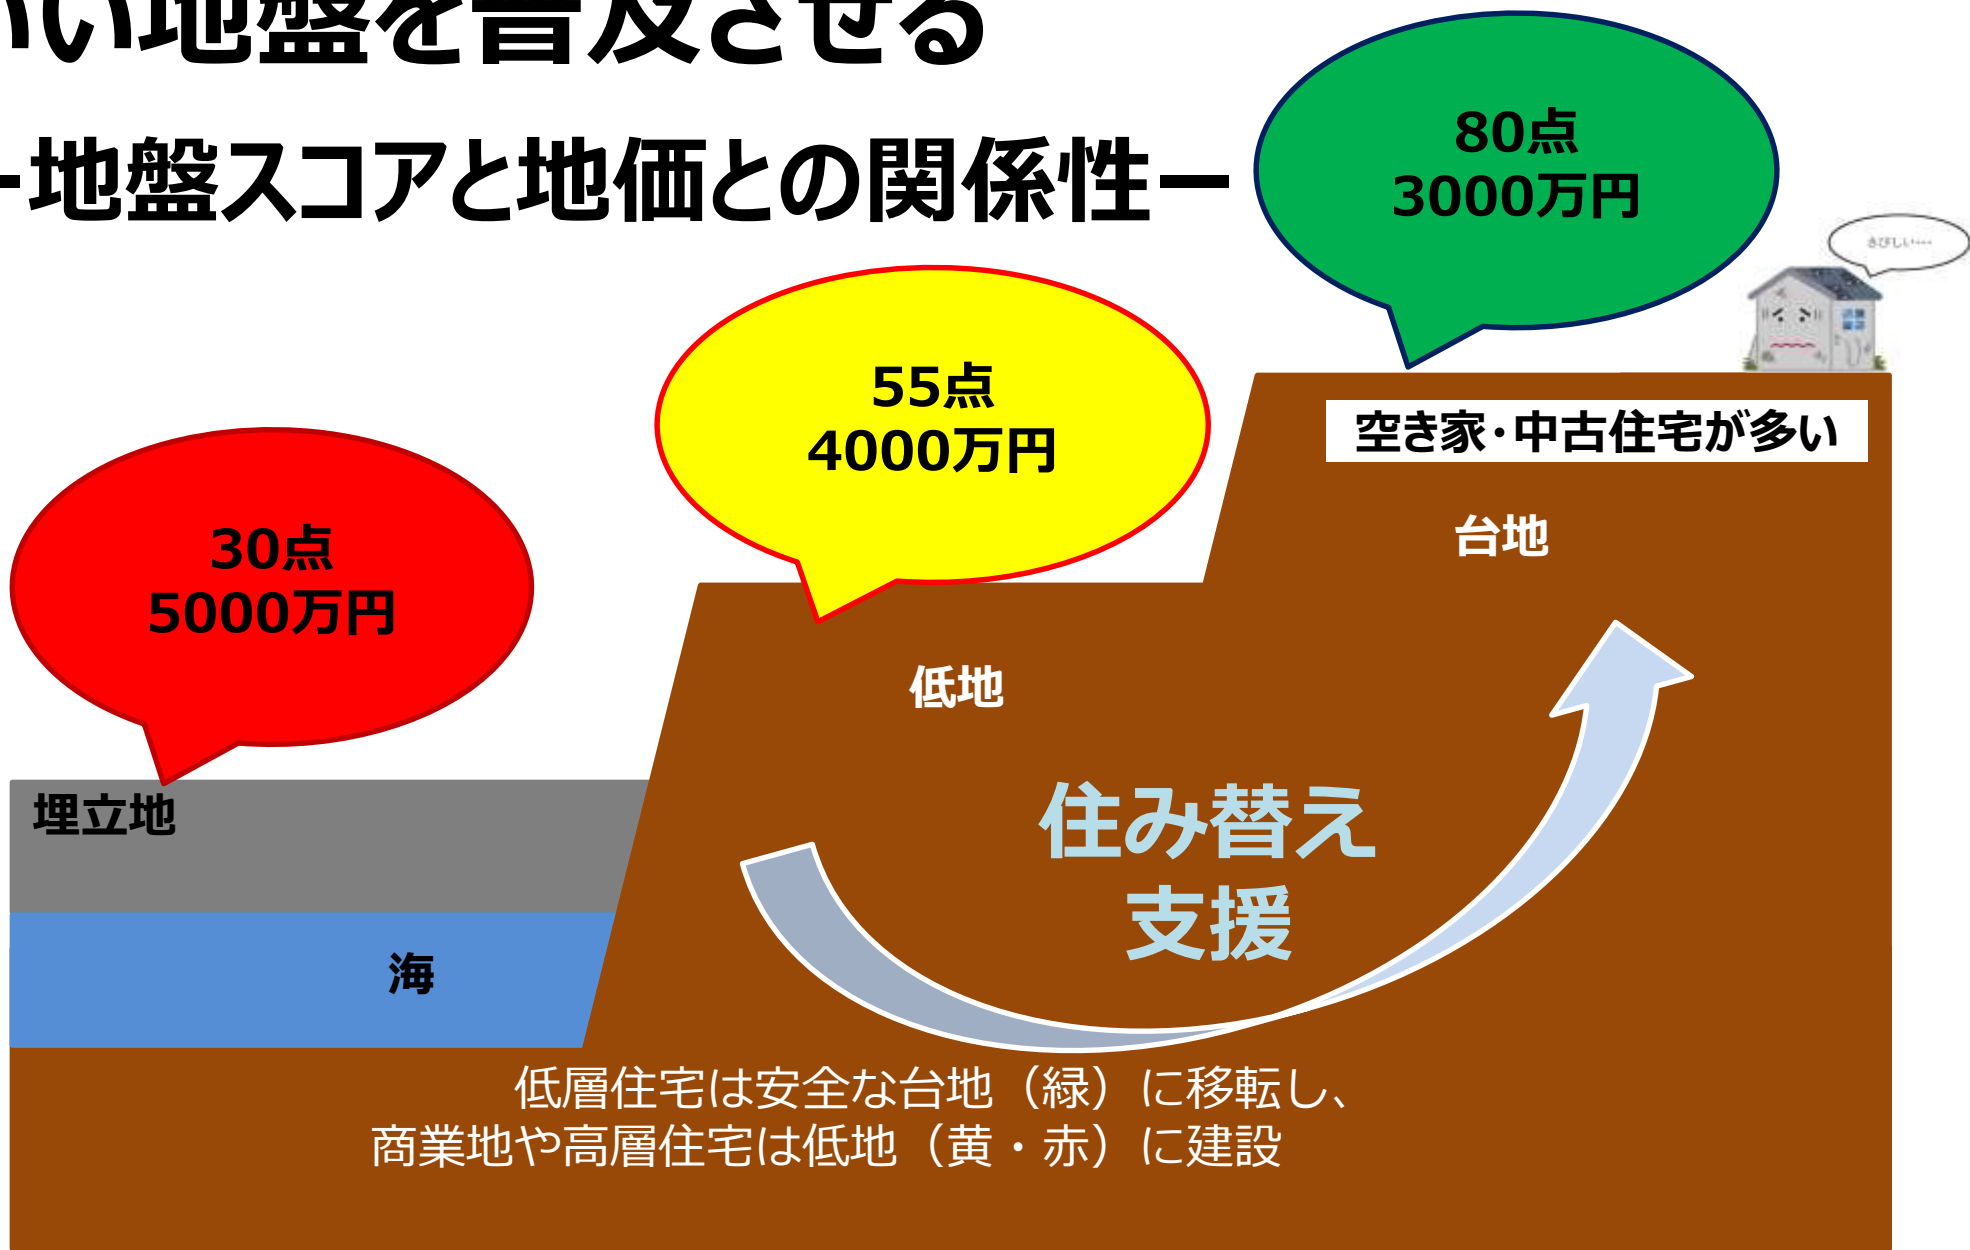 いい地盤を普及させる
ー地盤スコアと地価との関係性ー
80点
3000万円
さびしい…
55点
4000万円
空き家・中古住宅が多い
台地
30点
5000万円
低地
埋立地
住み替え
支援
海
低層住宅は安全な台地（緑）に移転し、
商業地や高層住宅は低地（黄・赤）に建設